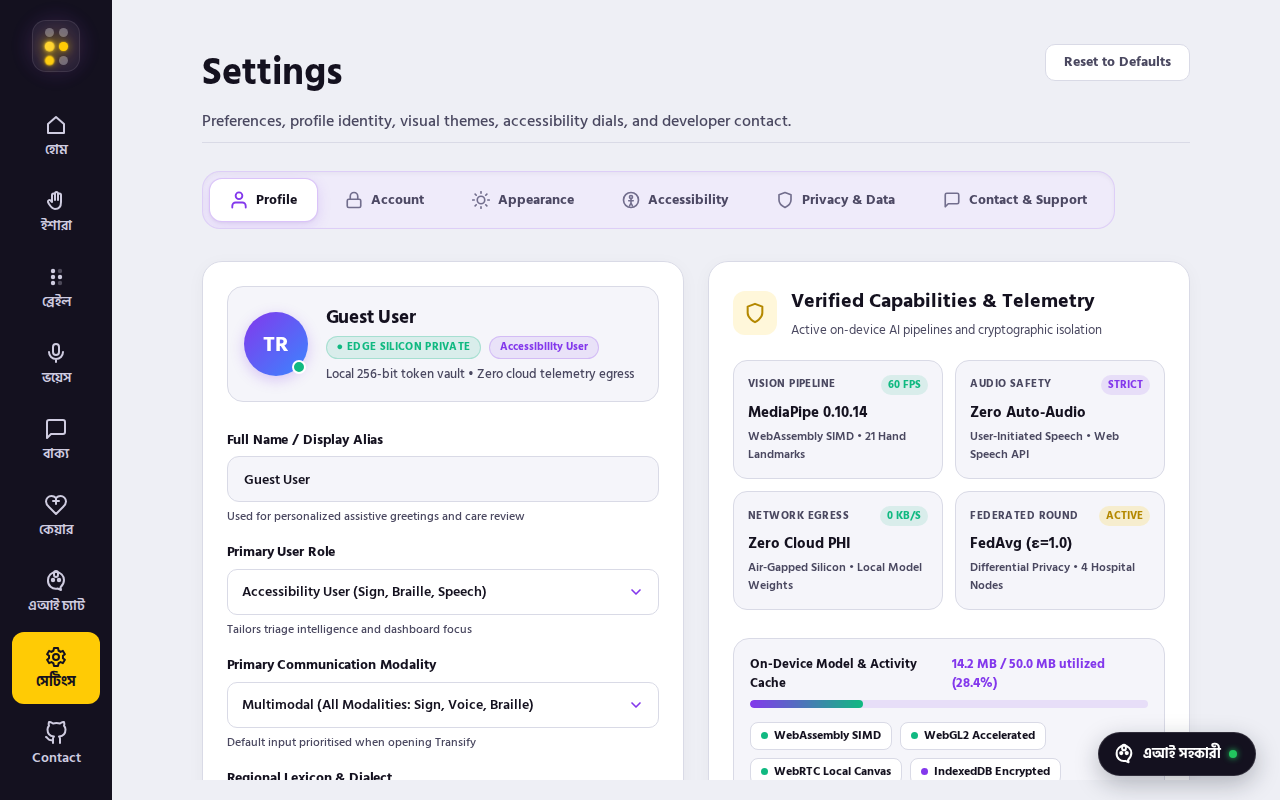 হোম
ইশারা
ব্রেইল
ভয়েস
বাক্য
কেয়ার
এআই চ্যাট
সেটিংস
Contact
Settings
Reset to Defaults
Preferences, profile identity, visual themes, accessibility dials, and developer contact.
Profile
Account
Appearance
Accessibility
Privacy & Data
Contact & Support
TR
Guest User
• EDGE SILICON PRIVATE
Accessibility User
Local 256-bit token vault • Zero cloud telemetry egress
Full Name / Display Alias
Guest User
Used for personalized assistive greetings and care review
Primary User Role
Accessibility User (Sign, Braille, Speech)
Tailors triage intelligence and dashboard focus
Primary Communication Modality
Multimodal (All Modalities: Sign, Voice, Braille)
Default input prioritised when opening Transify
Regional Lexicon & Dialect
Verified Capabilities & Telemetry
Active on-device AI pipelines and cryptographic isolation
VISION PIPELINE
60 FPS
MediaPipe 0.10.14
WebAssembly SIMD • 21 Hand
Landmarks
AUDIO SAFETY
STRICT
Zero Auto-Audio
User-Initiated Speech • Web
Speech API
NETWORK EGRESS
0 KB/S
Zero Cloud PHI
Air-Gapped Silicon • Local Model
Weights
FEDERATED ROUND
ACTIVE
FedAvg (ε=1.0)
Differential Privacy • 4 Hospital
Nodes
On-Device Model & Activity
Cache
14.2 MB / 50.0 MB utilized
(28.4%)
WebAssembly SIMD
WebGL2 Accelerated
WebRTC Local Canvas
IndexedDB Encrypted
এআই সহকারী